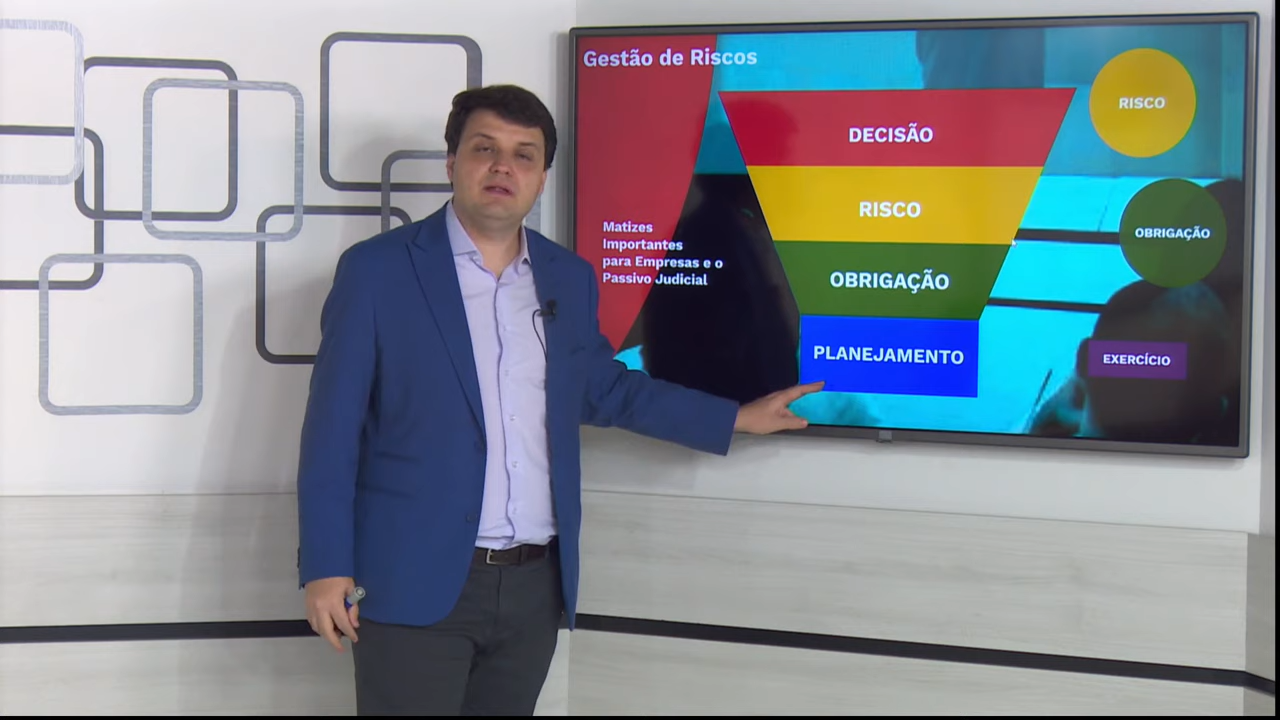 Gestão de Riscos
Matizes
Importantes
para Empresas e o
Passivo Judicial
DECISÃO
RISCO
OBRIGAÇÃO
PLANEJAMENTO
RISCO
OBRIGAÇÃO
EXERCÍCIO